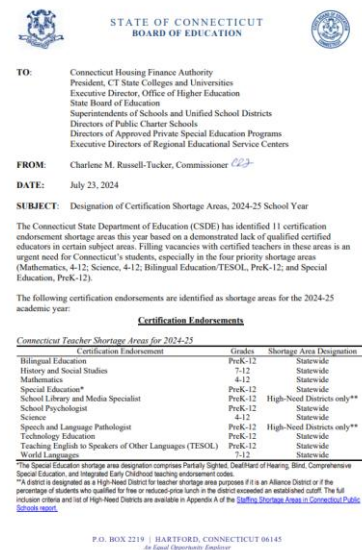 STATE OF CONNECTICUT
BOARD OF EDUCATION
TO: Connecticut Housing Finance Authority
President, CT State Colleges and Universities
Executive Director, Office of Higher Education
State Board of Education
Superintendents of Schools and Unified School Districts
Directors of Public Charter Schools
Directors of Approved Private Special Education Programs
Executive Directors of Regional Educational Service Centers
FROM: Charlene M. Russell-Tucker, Commissioner
DATE: July 23, 2024
SUBJECT: Designation of Certification Shortage Areas, 2024-25 School Year
The Connecticut State Department of Education (CSDE) has identified 11 certification
endorsement shortage areas this year based on a demonstrated lack of qualified certified
educators in certain subject areas. Filling vacancies with certified teachers in these areas is an
urgent need for Connecticut's students, especially in the four priority shortage areas
(Mathematics, 4-12; Science, 4-12; Bilingual Education/TESOL, PreK-12; and Special
Education, PreK-12).
The following certification endorsements are identified as shortage areas for the 2024-25
academic year:
Certification Endorsements
Connecticut Teacher Shortage Areas for 2024-25
Certification Endorsement Grades Shortage Area Designation
Bilingual Education PreK-12 Statewide
History and Social Studies 7-12 Statewide
Mathematics 4-12 Statewide
Special Education* PreK-12 Statewide
School Library and Media Specialist PreK-12 High-Need Districts only**
School Psychologist PreK-12 Statewide
Science 4-12 Statewide
Speech and Language Pathologist PreK-12 High-Need Districts only**
Technology Education PreK-12 Statewide
Teaching English to Speakers of Other Languages (TESOL) PreK-12 Statewide
World Languages 7-12 Statewide
*The Special Education shortage area designation comprises Partially Sighted, Deaf/Hard of Hearing, Blind, Comprehensive
Special Education, and Integrated Early Childhood teaching endorsement codes.
**A district is designated as a High-Need District for teacher shortage area purposes if it is an Alliance District or if the
percentage of students who qualified for free or reduced-price lunch in the district exceeded an established cutoff. The full
inclusion criteria and list of High-Need Districts are available in Appendix A of the Staffing Shortage Areas in Connecticut Public
Schools report.
P.O. BOX 2219 | HARTFORD, CONNECTICUT 06145
An Equal Opportunity Employer